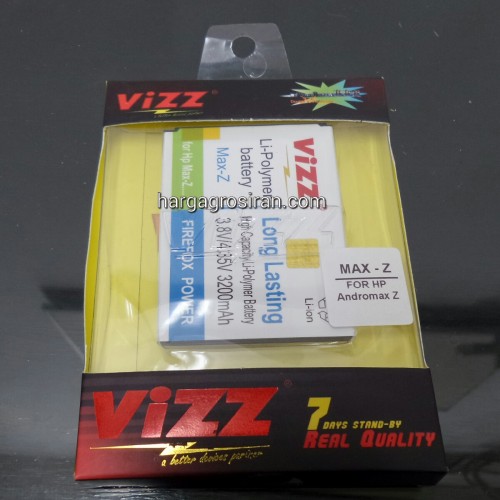 ViZZ
hargagrosiran.com
for Hp Max-Z
Max-Z
FIREFOX POWER
Li-Polymer
battery
ViZZ
Long Lasting
High Capacity Li-Polymer Battery
3.8V/4.35V 3200mAh
Li-ion
MAX - Z
FOR HP
Andromax Z
ViZZ
a better devices partner
7 DAYS STAND-BY
REAL QUALITY